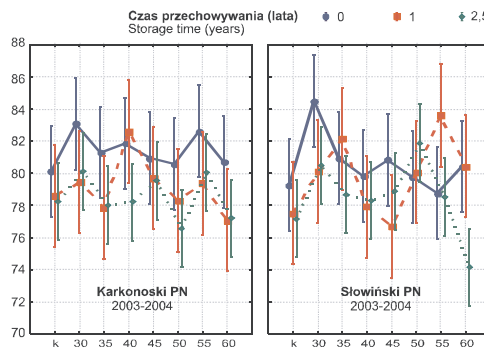 Czas przechowywania (lata) 0 1 2,5
Storage time (years)
88
86
84
82
80
78
76
74
72
70
Karkonoski PN
2003-2004
Słowiński PN
2003-2004
k 30 35 40 45 50 55 60
k 30 35 40 45 50 55 60